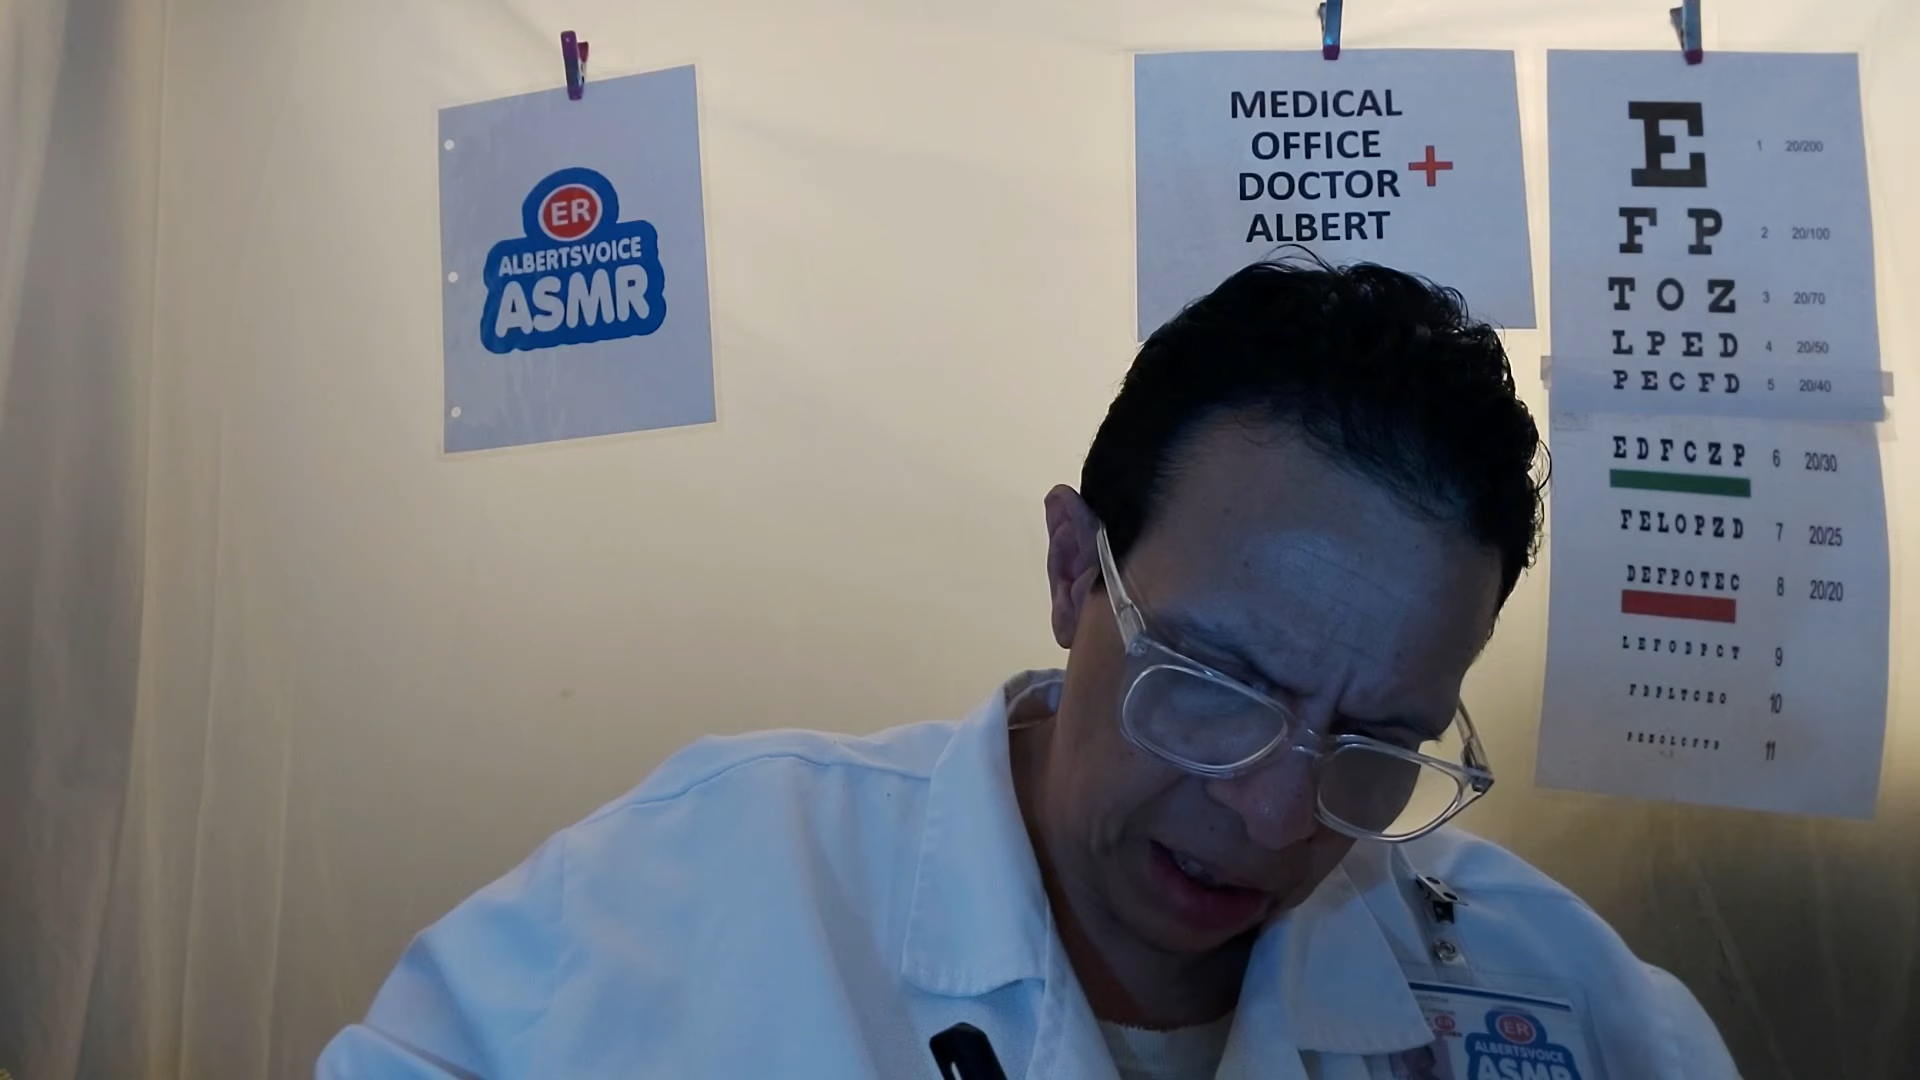 ER
ALBERTSVOICE
ASMR
MEDICAL
OFFICE
DOCTOR
ALBERT
E 1 20/200
F P 2 20/100
T O Z 3 20/70
L P E D 4 20/50
P E C F D 5 20/40
E D F C Z P 6 20/30
F E L O P Z D 7 20/25
D E F P O T E C 8 20/20
L E F O D P C T 9
F D P L T C E O 10
11
ER
ALBERTSVOICE
ASMR